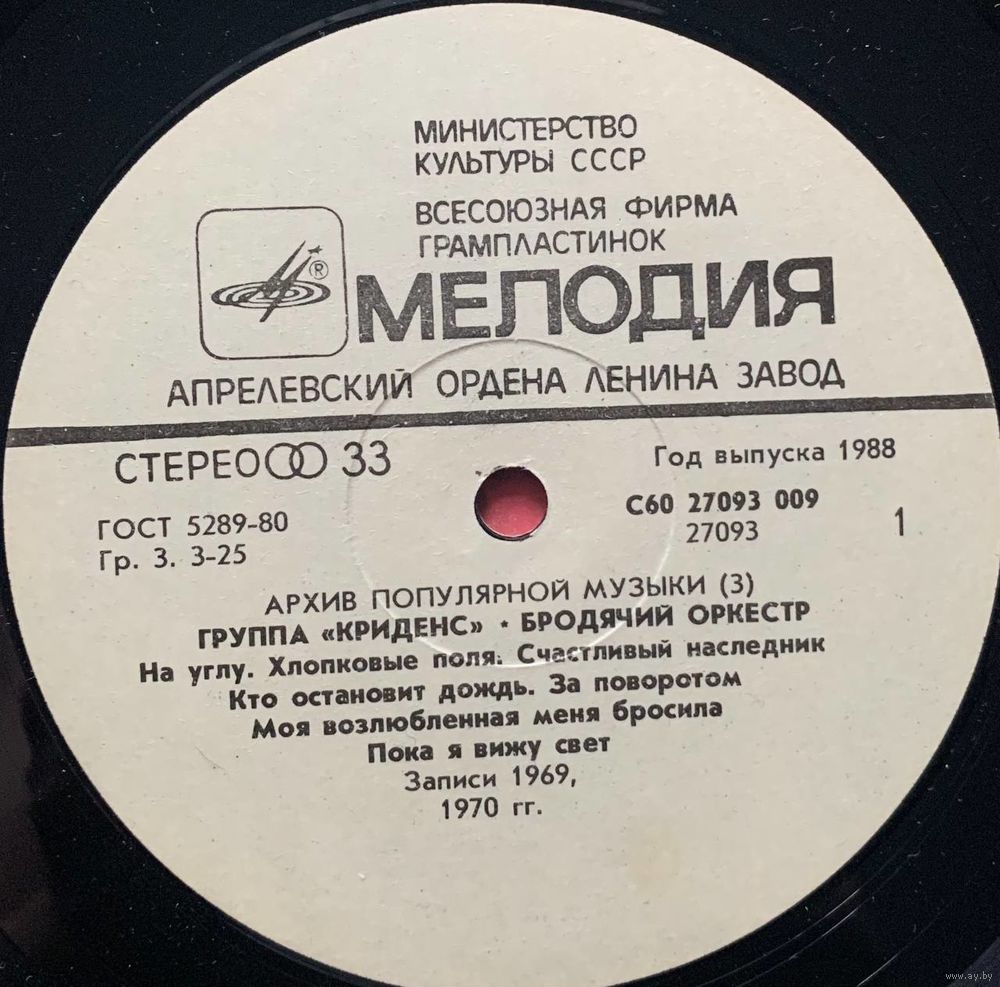 МИНИСТЕРСТВО
КУЛЬТУРЫ СССР
ВСЕСОЮЗНАЯ ФИРМА
ГРАМПЛАСТИНОК
®
МЕЛОДИЯ
АПРЕЛЕВСКИЙ ОРДЕНА ЛЕНИНА ЗАВОД
СТЕРЕО 33
Год выпуска 1988
ГОСТ 5289-80
Гр. 3. 3-25
С60 27093 009
27093
1
АРХИВ ПОПУЛЯРНОЙ МУЗЫКИ (3)
ГРУППА «КРИДЕНС» • БРОДЯЧИЙ ОРКЕСТР
На углу. Хлопковые поля. Счастливый наследник
Кто остановит дождь. За поворотом
Моя возлюбленная меня бросила
Пока я вижу свет
Записи 1969,
1970 гг.
www.ay.by